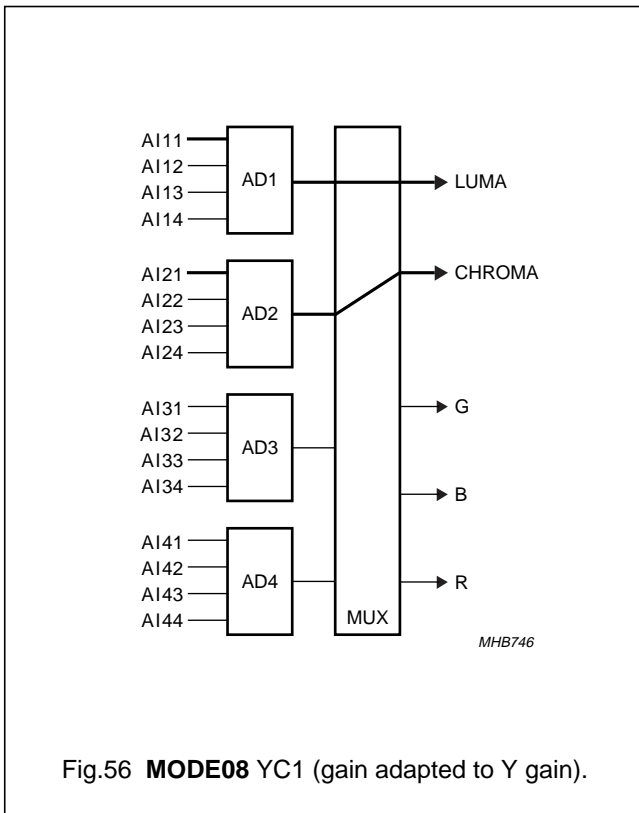 AI11
AI12
AI13
AI14
AD1
LUMA
AI21
AI22
AI23
AI24
AD2
CHROMA
AI31
AI32
AI33
AI34
AD3
G
B
AI41
AI42
AI43
AI44
AD4
R
MUX
MHB746
Fig.56 MODE08 YC1 (gain adapted to Y gain).